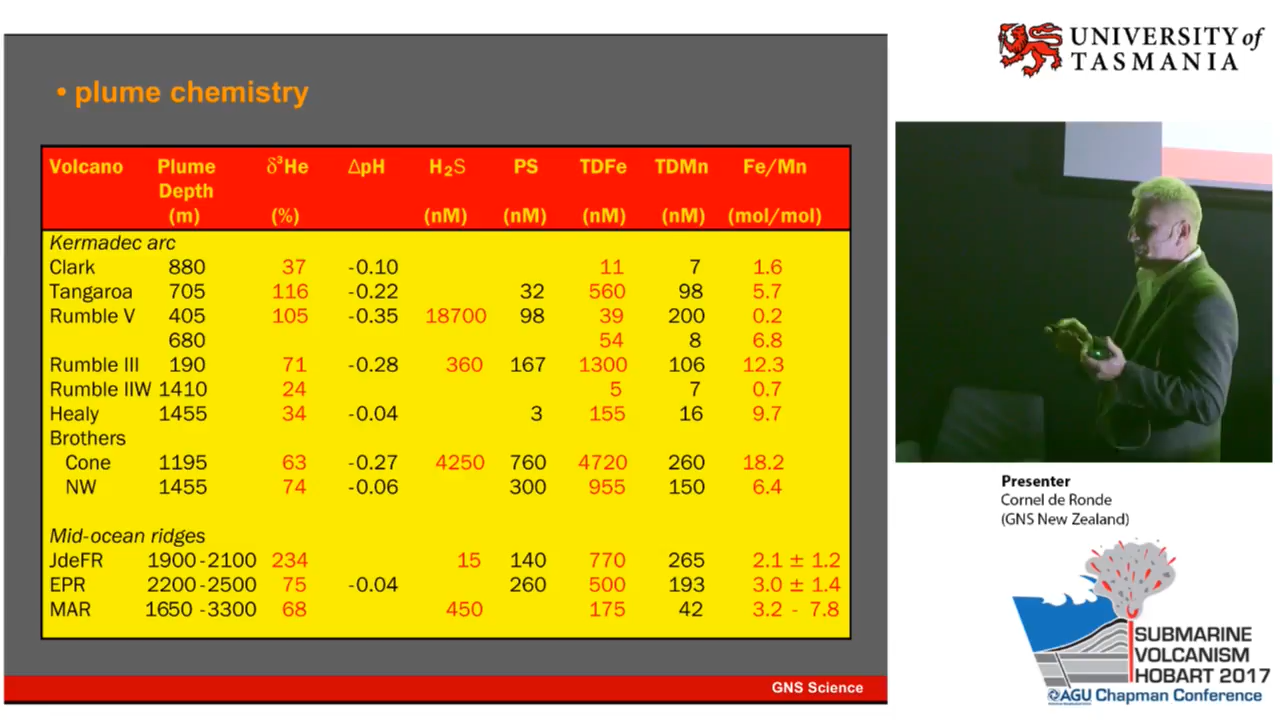 • plume chemistry
Volcano Plume δ³He ΔpH H₂S PS TDFe TDMn Fe/Mn
Depth
(m) (%) (nM) (nM) (nM) (nM) (mol/mol)
Kermadec arc
Clark 880 37 -0.10 11 7 1.6
Tangaroa 705 116 -0.22 32 560 98 5.7
Rumble V 405 105 -0.35 18700 98 39 200 0.2
680 54 8 6.8
Rumble III 190 71 -0.28 360 167 1300 106 12.3
Rumble IIW 1410 24 5 7 0.7
Healy 1455 34 -0.04 3 155 16 9.7
Brothers
Cone 1195 63 -0.27 4250 760 4720 260 18.2
NW 1455 74 -0.06 300 955 150 6.4
Mid-ocean ridges
JdeFR 1900-2100 234 15 140 770 265 2.1 ± 1.2
EPR 2200-2500 75 -0.04 260 500 193 3.0 ± 1.4
MAR 1650-3300 68 450 175 42 3.2 - 7.8
GNS Science
UNIVERSITY of
TASMANIA
Presenter
Cornel de Ronde
(GNS New Zealand)
SUBMARINE
VOLCANISM
HOBART 2017
AGU Chapman Conference